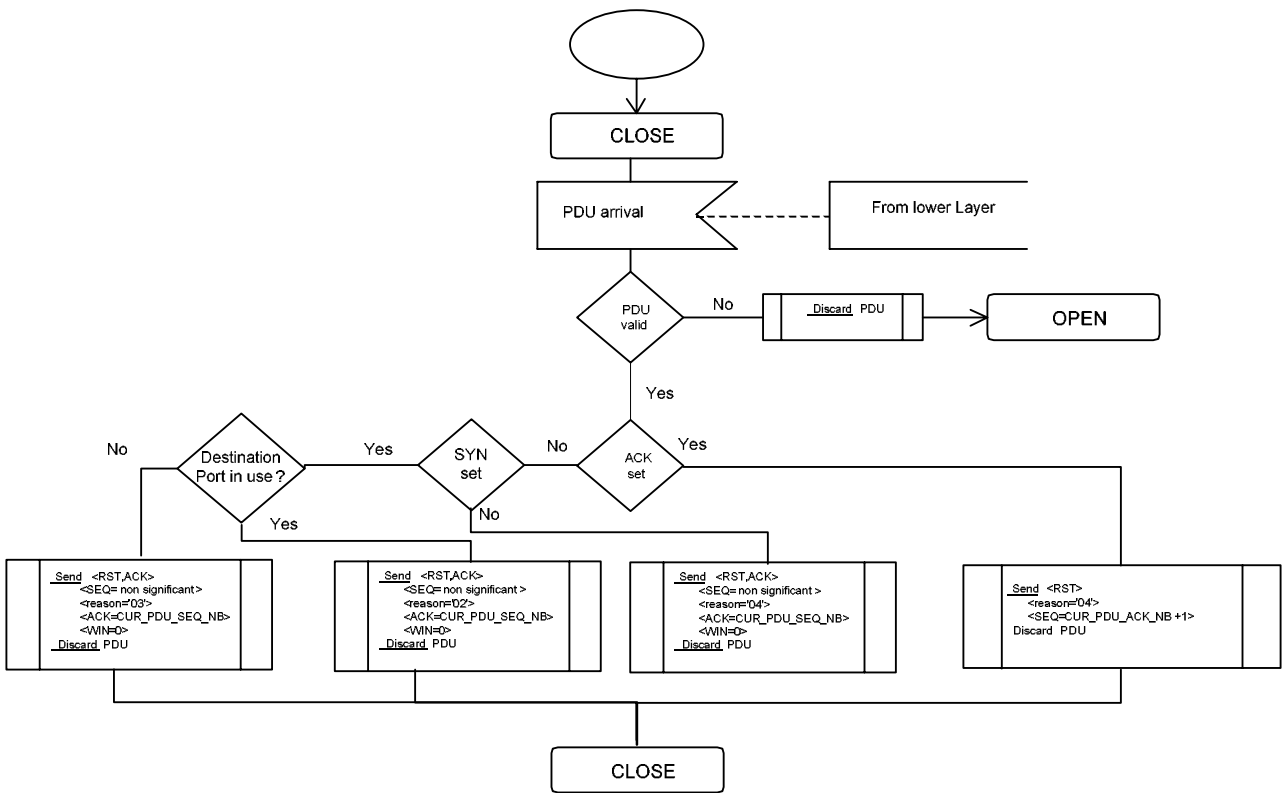 CLOSE
PDU arrival
From lower Layer
PDU
valid
No
Discard PDU
OPEN
Yes
No
Destination
Port in use ?
Yes
SYN
set
No
ACK
set
Yes
Yes
No
Send <RST,ACK>
<SEQ= non significant>
<reason='03'>
<ACK=CUR_PDU_SEQ_NB>
<WIN=0>
Discard PDU
Send <RST,ACK>
<SEQ= non significant>
<reason='02'>
<ACK=CUR_PDU_SEQ_NB>
<WIN=0>
Discard PDU
Send <RST,ACK>
<SEQ= non significant>
<reason='04'>
<ACK=CUR_PDU_SEQ_NB>
<WIN=0>
Discard PDU
Send <RST>
<reason='04'>
<SEQ=CUR_PDU_ACK_NB +1>
Discard PDU
CLOSE